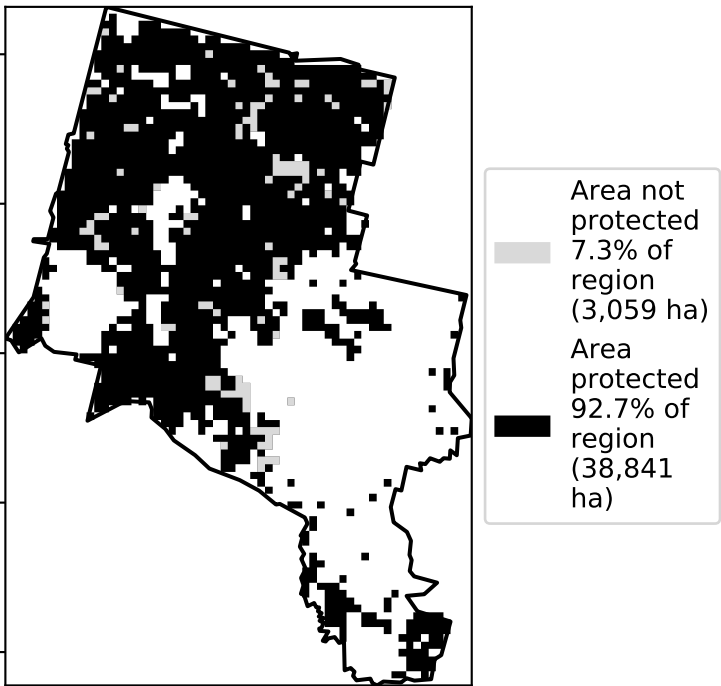 Area not
protected
7.3% of
region
(3,059 ha)
Area
protected
92.7% of
region
(38,841
ha)